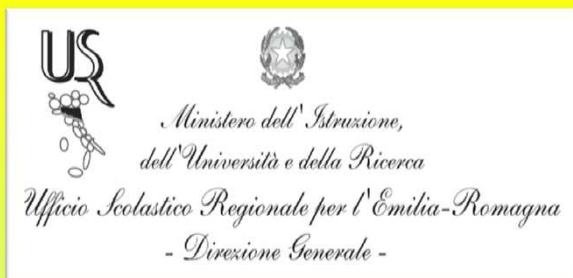 USR
Ministero dell' Istruzione,
dell'Università e della Ricerca
Ufficio Scolastico Regionale per l' Emilia-Romagna
- Direzione Generale -